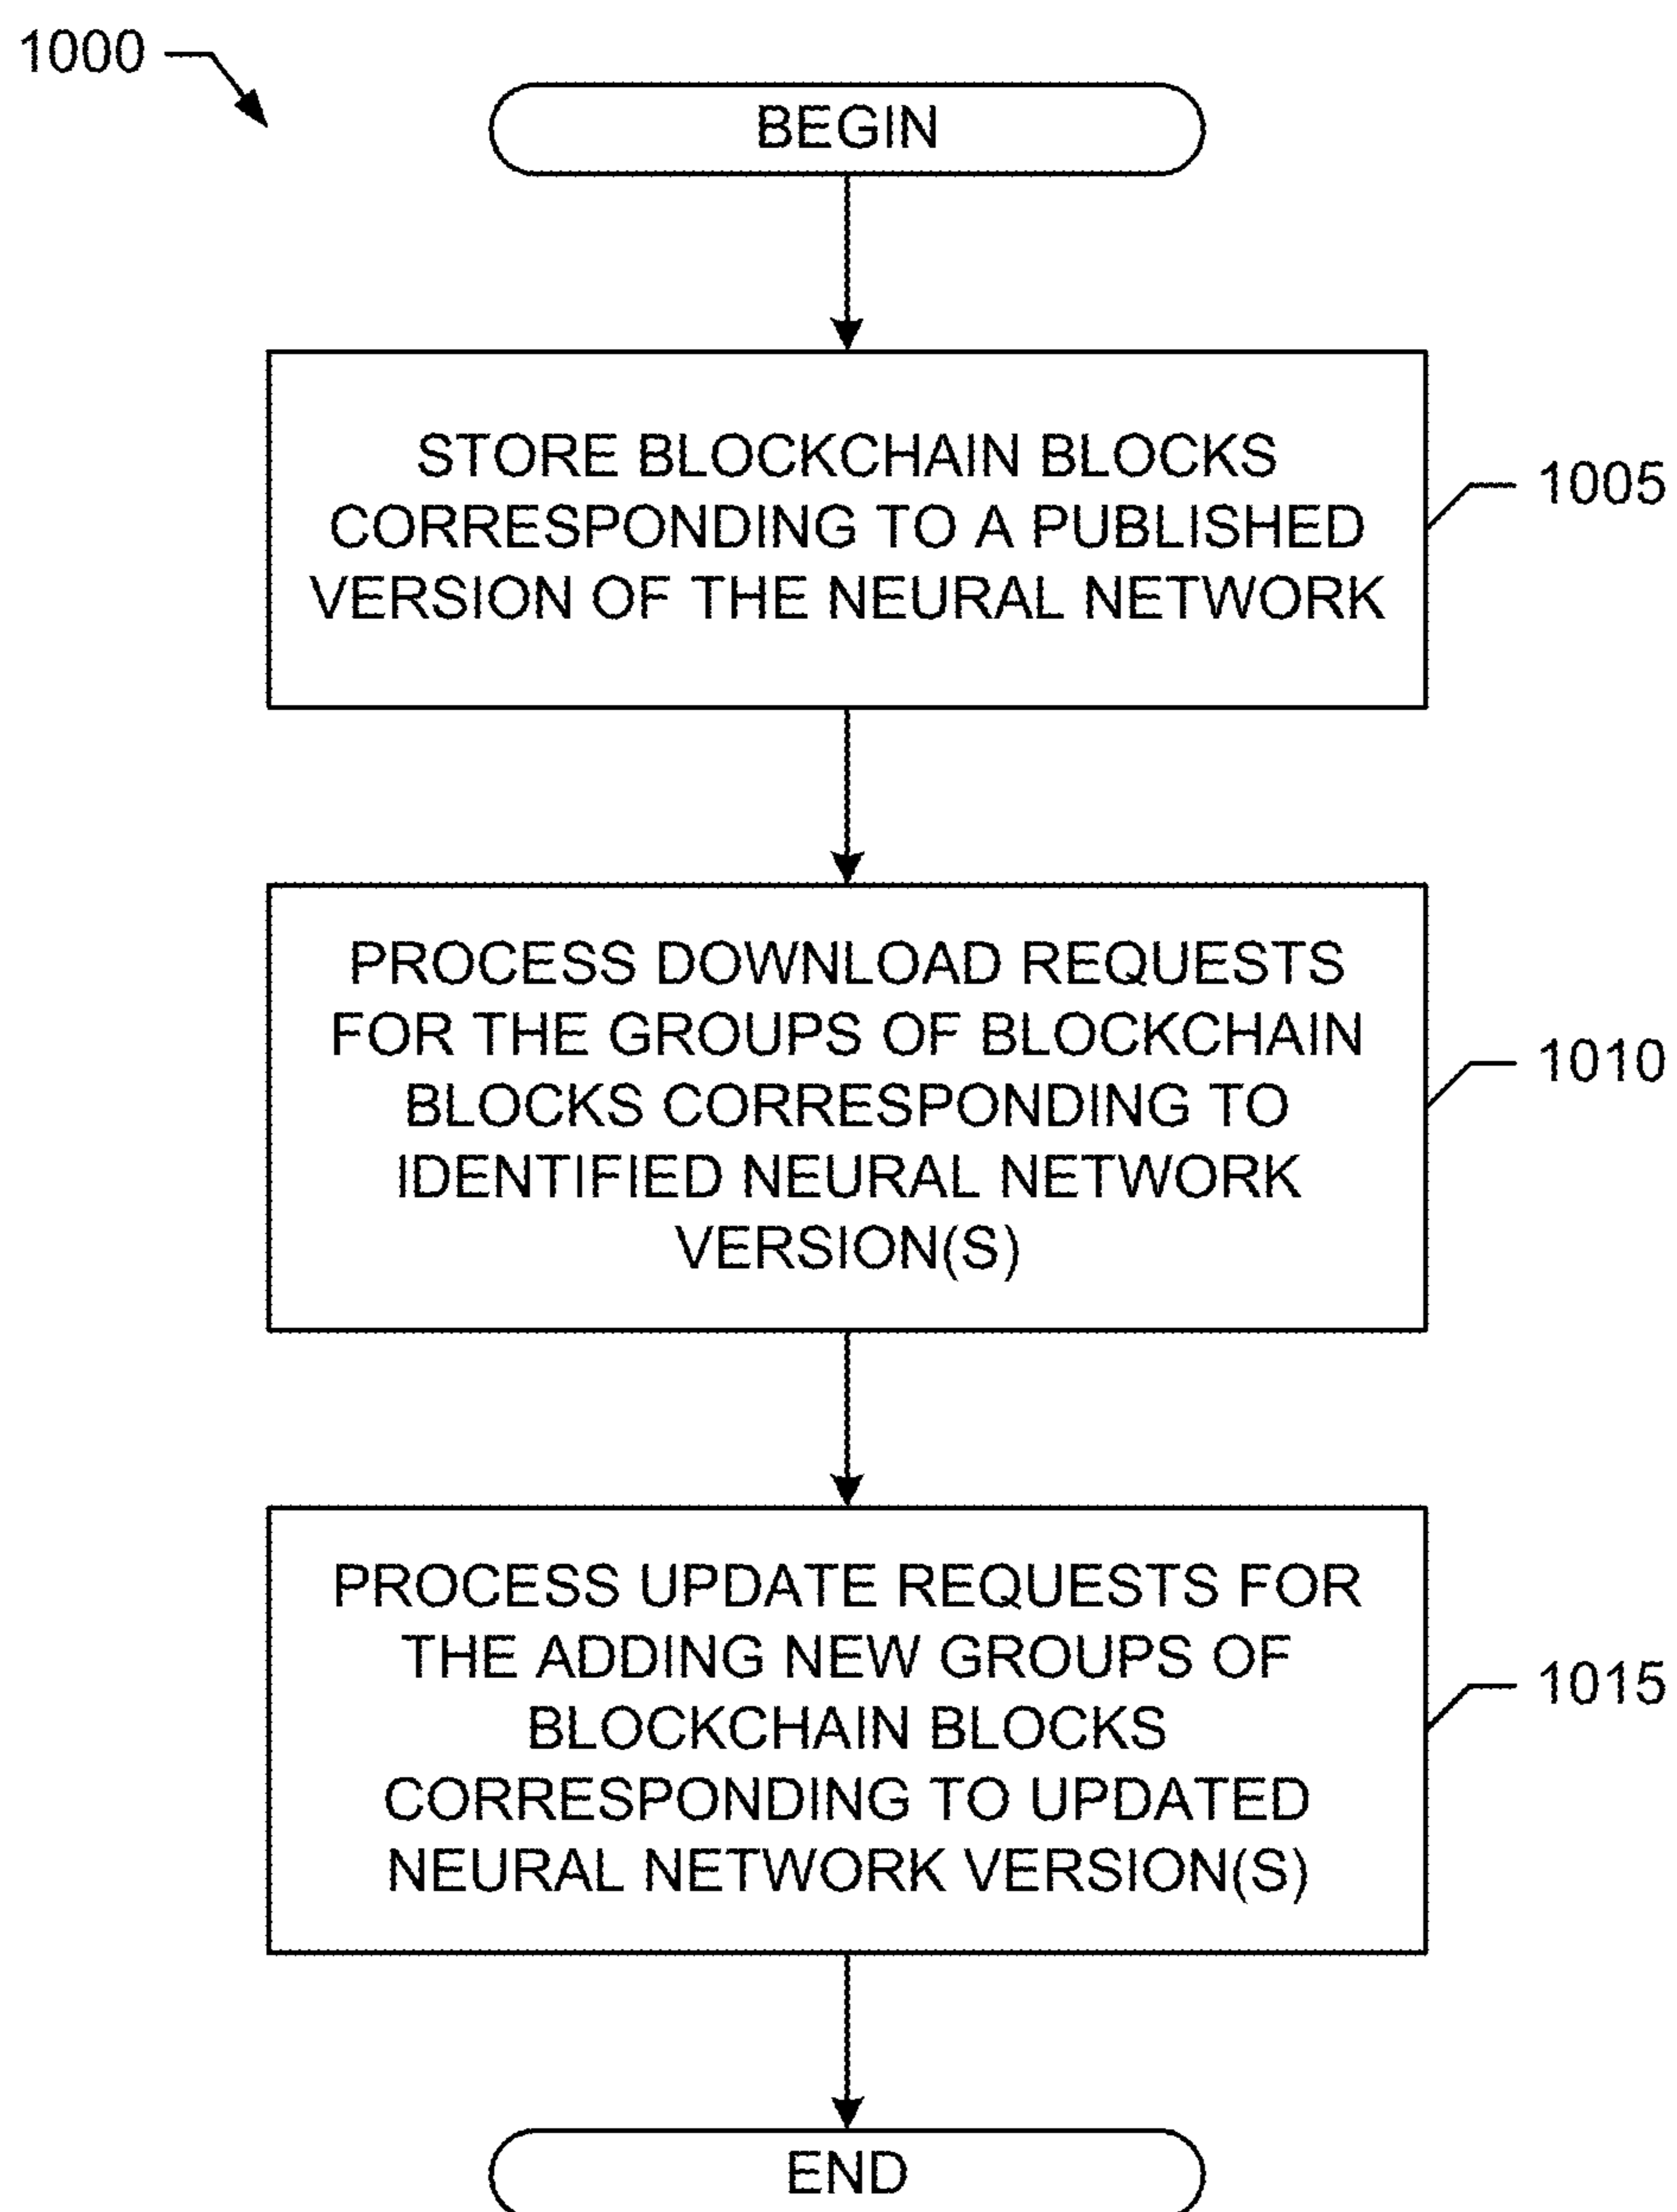 1000
BEGIN
STORE BLOCKCHAIN BLOCKS
CORRESPONDING TO A PUBLISHED
VERSION OF THE NEURAL NETWORK
1005
PROCESS DOWNLOAD REQUESTS
FOR THE GROUPS OF BLOCKCHAIN
BLOCKS CORRESPONDING TO
IDENTIFIED NEURAL NETWORK
VERSION(S)
1010
PROCESS UPDATE REQUESTS FOR
THE ADDING NEW GROUPS OF
BLOCKCHAIN BLOCKS
CORRESPONDING TO UPDATED
NEURAL NETWORK VERSION(S)
1015
END